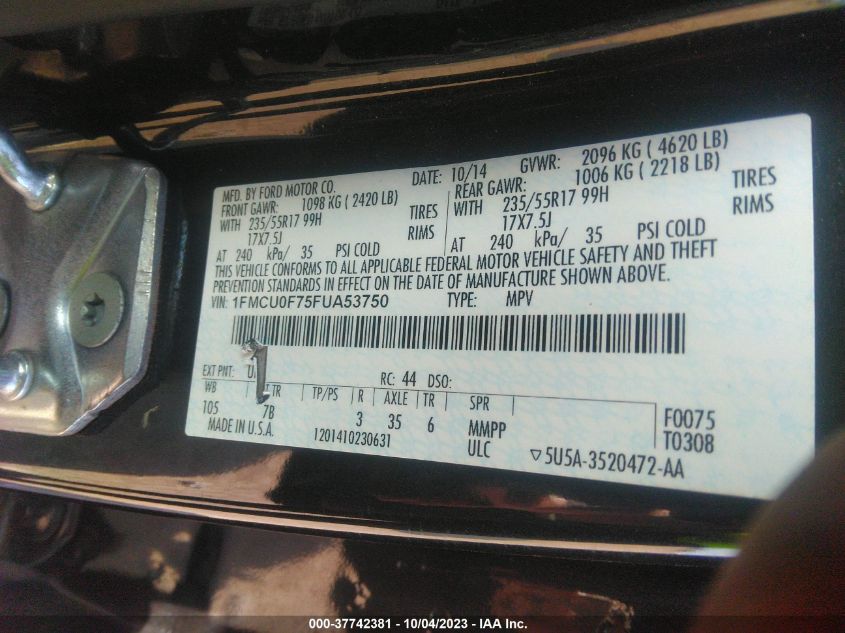 MFD. BY FORD MOTOR CO. DATE: 10/14 GVWR: 2096 KG ( 4620 LB)
FRONT GAWR: 1098 KG ( 2420 LB) REAR GAWR: 1006 KG ( 2218 LB)
WITH 235/55R17 99H TIRES WITH 235/55R17 99H TIRES
17X7.5J RIMS 17X7.5J RIMS
AT 240 kPa/ 35 PSI COLD AT 240 kPa/ 35 PSI COLD
THIS VEHICLE CONFORMS TO ALL APPLICABLE FEDERAL MOTOR VEHICLE SAFETY AND THEFT
PREVENTION STANDARDS IN EFFECT ON THE DATE OF MANUFACTURE SHOWN ABOVE.
VIN: 1FMCU0F75FUA53750 TYPE: MPV
EXT PNT: RC: 44 DSO:
WB TR TP/PS R AXLE TR SPR
105 7B 3 35 6 MMPP F0075
MADE IN U.S.A. 1201410230631 ULC ▽5U5A-3520472-AA T0308
000-37742381 - 10/04/2023 - IAA Inc.